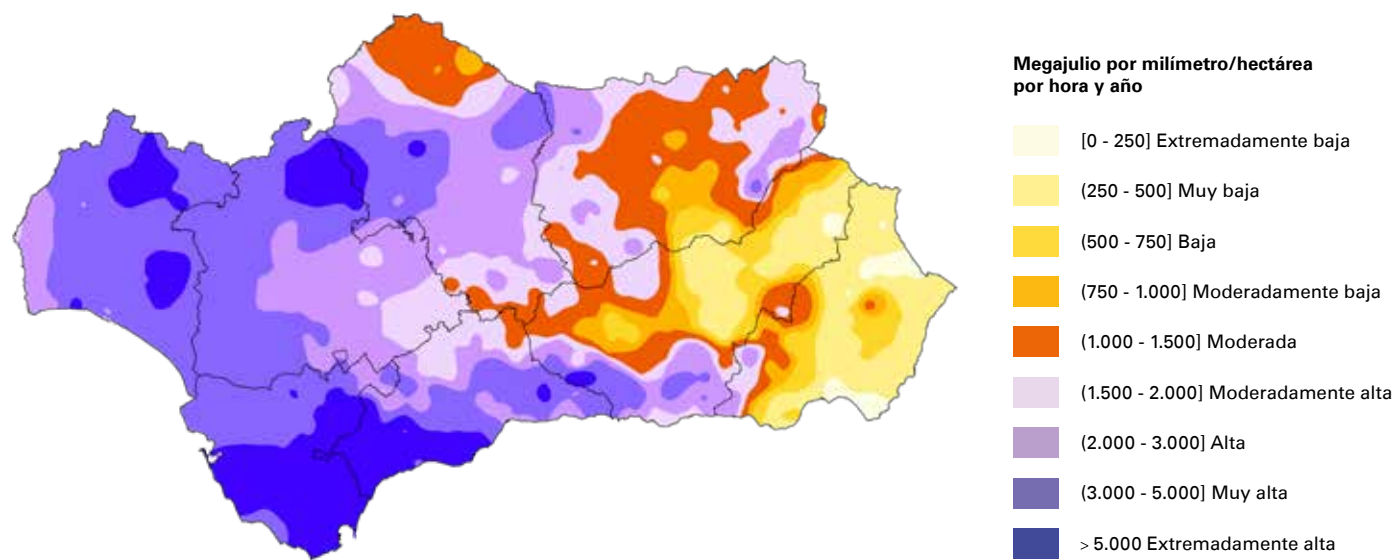 Megajulio por milímetro/hectárea
por hora y año
[0 - 250] Extremadamente baja
(250 - 500] Muy baja
(500 - 750] Baja
(750 - 1.000] Moderadamente baja
(1.000 - 1.500] Moderada
(1.500 - 2.000] Moderadamente alta
(2.000 - 3.000] Alta
(3.000 - 5.000] Muy alta
> 5.000 Extremadamente alta